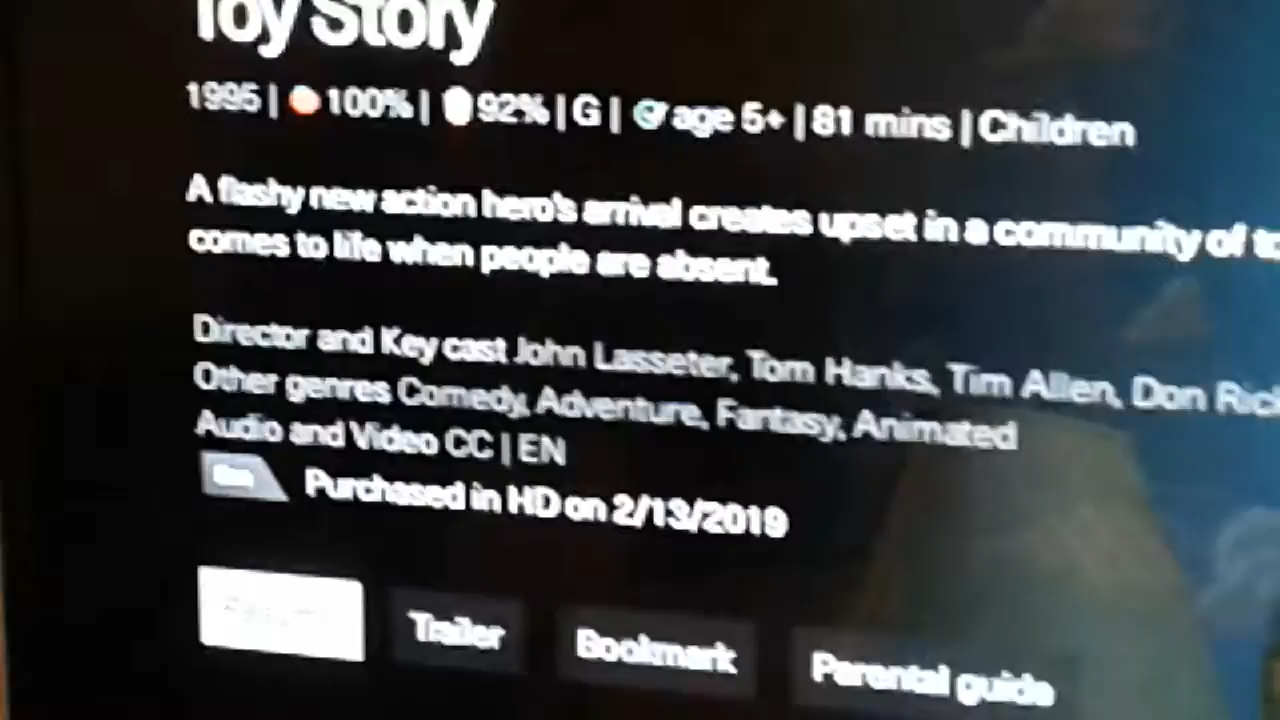 Toy Story
1995 | 100% | 92% | G | age 5+ | 81 mins | Children
A flashy new action hero's arrival creates upset in a community of
comes to life when people are absent.
Director and Key cast John Lasseter, Tom Hanks, Tim Allen, Don
Other genres Comedy, Adventure, Fantasy, Animated
Audio and Video CC | EN
Purchased in HD on 2/13/2019
Trailer
Bookmark
Parental guide